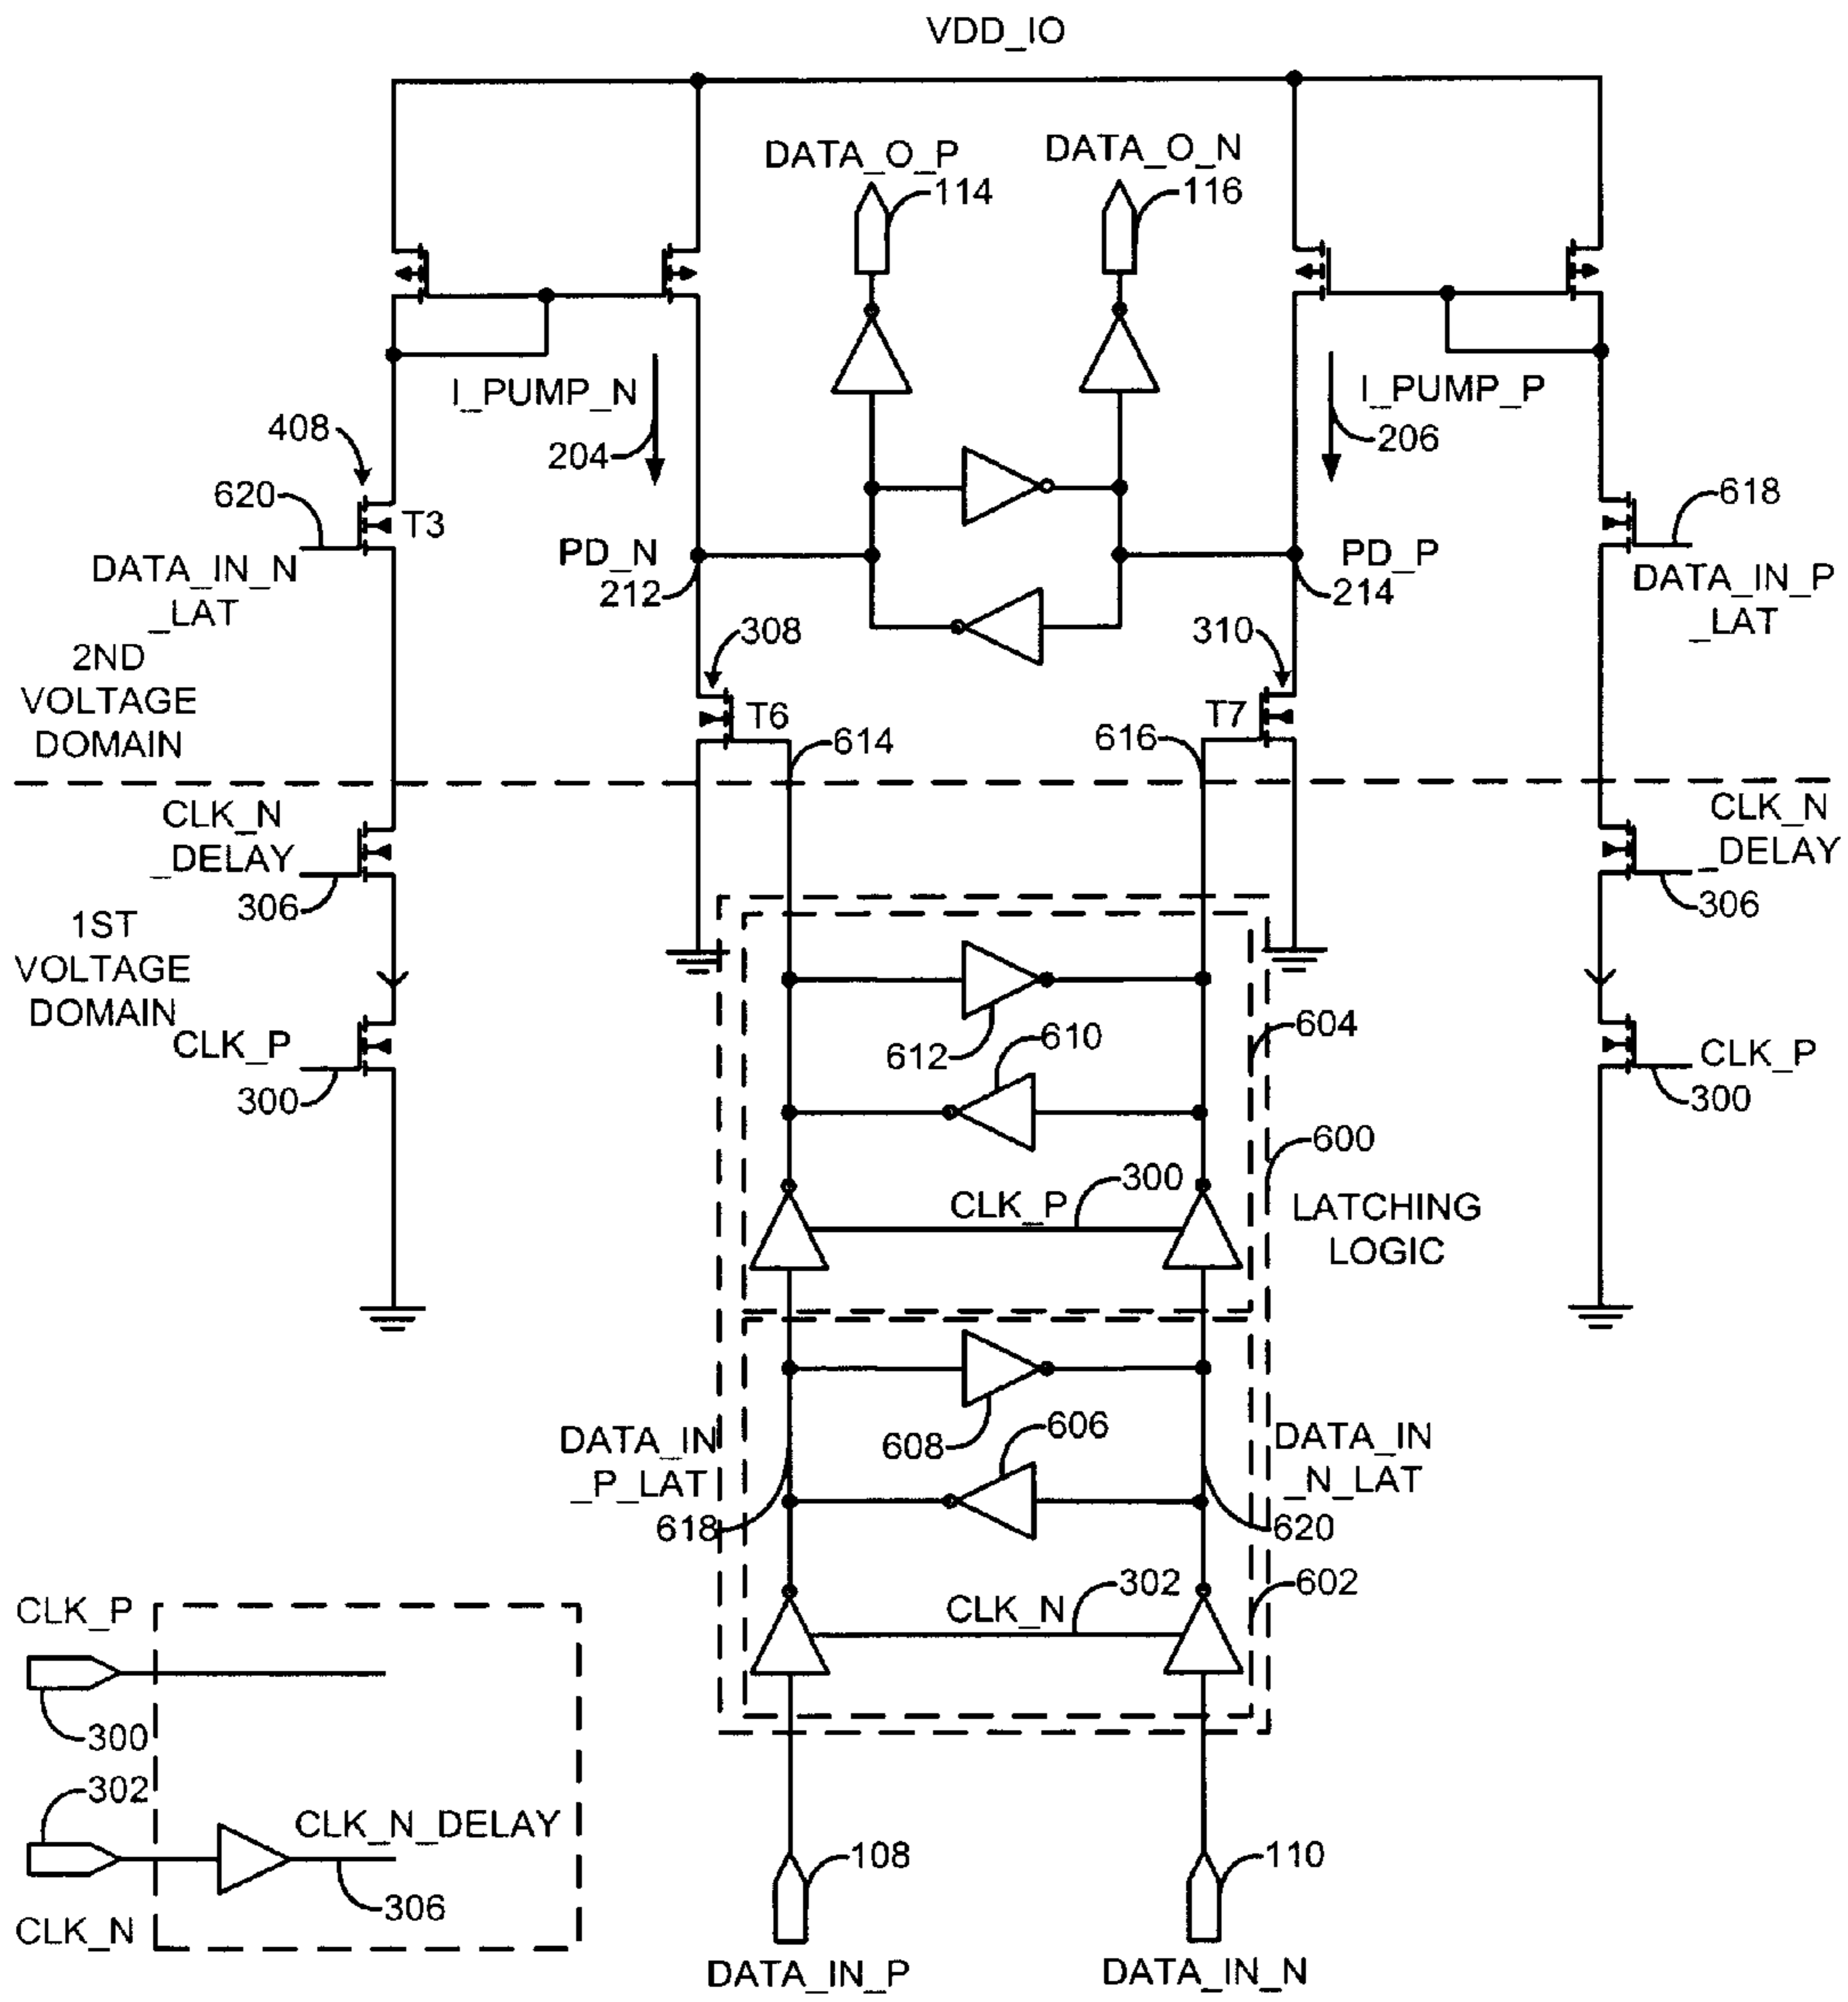 VDD_IO
DATA_O_P
DATA_O_N
114
116
I_PUMP_N
204
I_PUMP_P
206
408
620
T3
DATA_IN_N
_LAT
618
DATA_IN_P
_LAT
PD_N
212
PD_P
214
308
T6
310
T7
614
616
2ND
VOLTAGE
DOMAIN
CLK_N
_DELAY
306
CLK_N
_DELAY
306
1ST
VOLTAGE
DOMAIN
CLK_P
300
CLK_P
300
612
610
604
600
CLK_P
300
LATCHING
LOGIC
608
606
DATA_IN
_P_LAT
618
DATA_IN
_N_LAT
620
CLK_N
302
602
CLK_P
300
302
CLK_N_DELAY
306
CLK_N
108
110
DATA_IN_P
DATA_IN_N